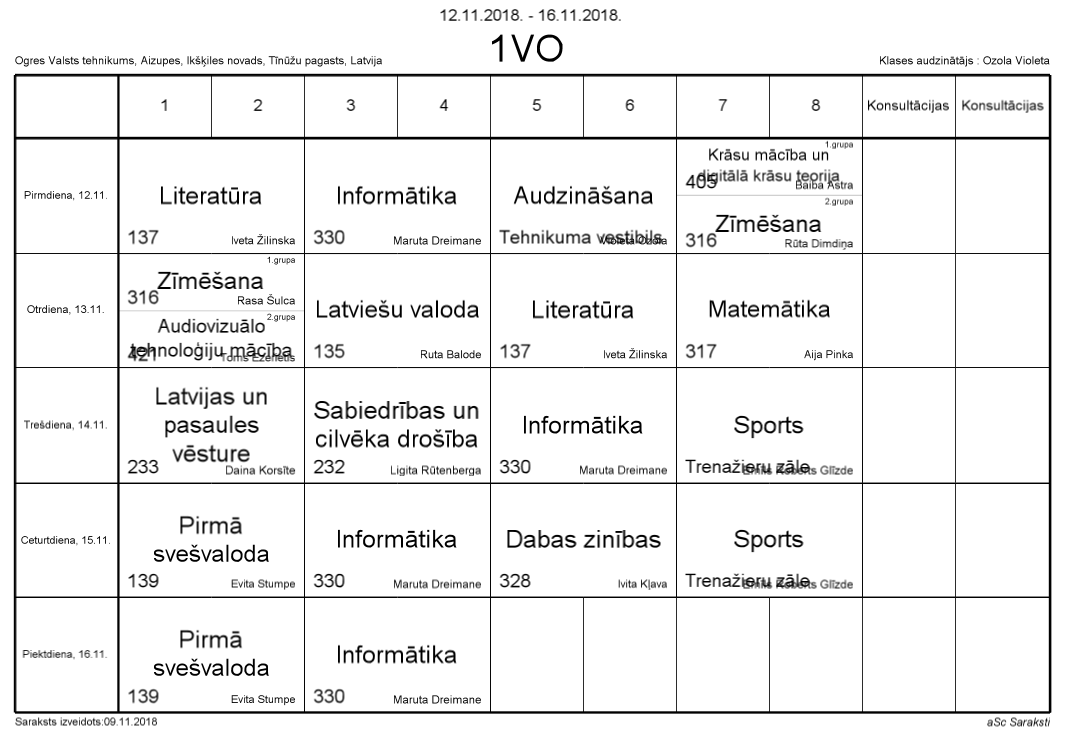 12.11.2018. - 16.11.2018.
1VO
Ogres Valsts tehnikums, Aizupes, Ikšķiles novads, Tīnūžu pagasts, Latvija
Klases audzinātājs : Ozola Violeta
1 2 3 4 5 6 7 8 Konsultācijas Konsultācijas
Pirmdiena, 12.11.
Literatūra
137 Iveta Žilinska
Informātika
330 Maruta Dreimane
Audzināšana
Tehnikuma vestibils Violeta Ozola
1.grupa
Krāsu mācība un
digitālā krāsu teorija
405 Baiba Astra
2.grupa
Zīmēšana
316 Rūta Dimdiņa
Otrdiena, 13.11.
1.grupa
Zīmēšana
316 Rasa Šulca
2.grupa
Audiovizuālo
tehnoloģiju mācība
421 Toms
Latviešu valoda
135 Ruta Balode
Literatūra
137 Iveta Žilinska
Matemātika
317 Aija Pinka
Trešdiena, 14.11.
Latvijas un
pasaules
vēsture
233 Daina Korsīte
Sabiedrības un
cilvēka drošība
232 Ligita Rūtenberga
Informātika
330 Maruta Dreimane
Sports
Trenažieru zāle Glīzde
Ceturtdiena, 15.11.
Pirmā
svešvaloda
139 Evita Stumpe
Informātika
330 Maruta Dreimane
Dabas zinības
328 Ivita Kļava
Sports
Trenažieru zāle Glīzde
Piektdiena, 16.11.
Pirmā
svešvaloda
139 Evita Stumpe
Informātika
330 Maruta Dreimane
Saraksts izveidots:09.11.2018
aSc Saraksti